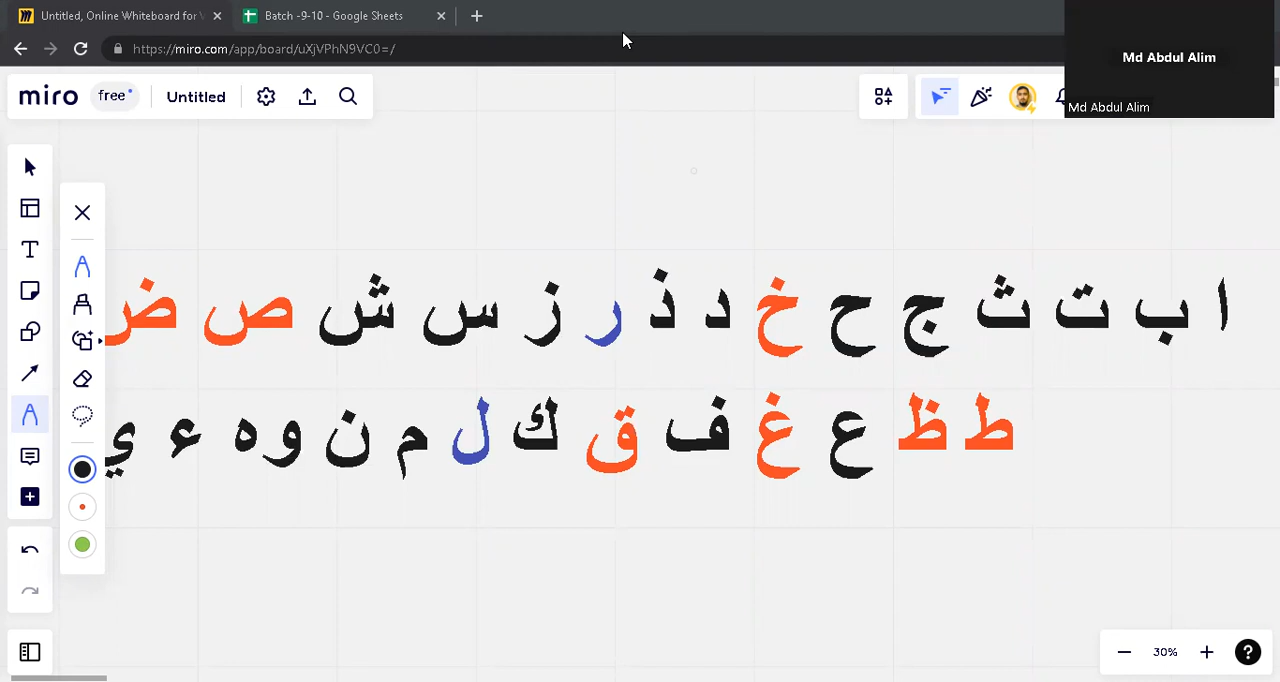 Untitled, Online Whiteboard for V
Batch -9-10 - Google Sheets
https://miro.com/app/board/uXjVPhN9VC0=/
Md Abdul Alim
miro
free
Untitled
Md Abdul Alim
ا ب ت ث ج ح خ د ذ ر ز س ش ص ض
ط ظ ع غ ف ق ك ل م ن و ه ء ي
30%